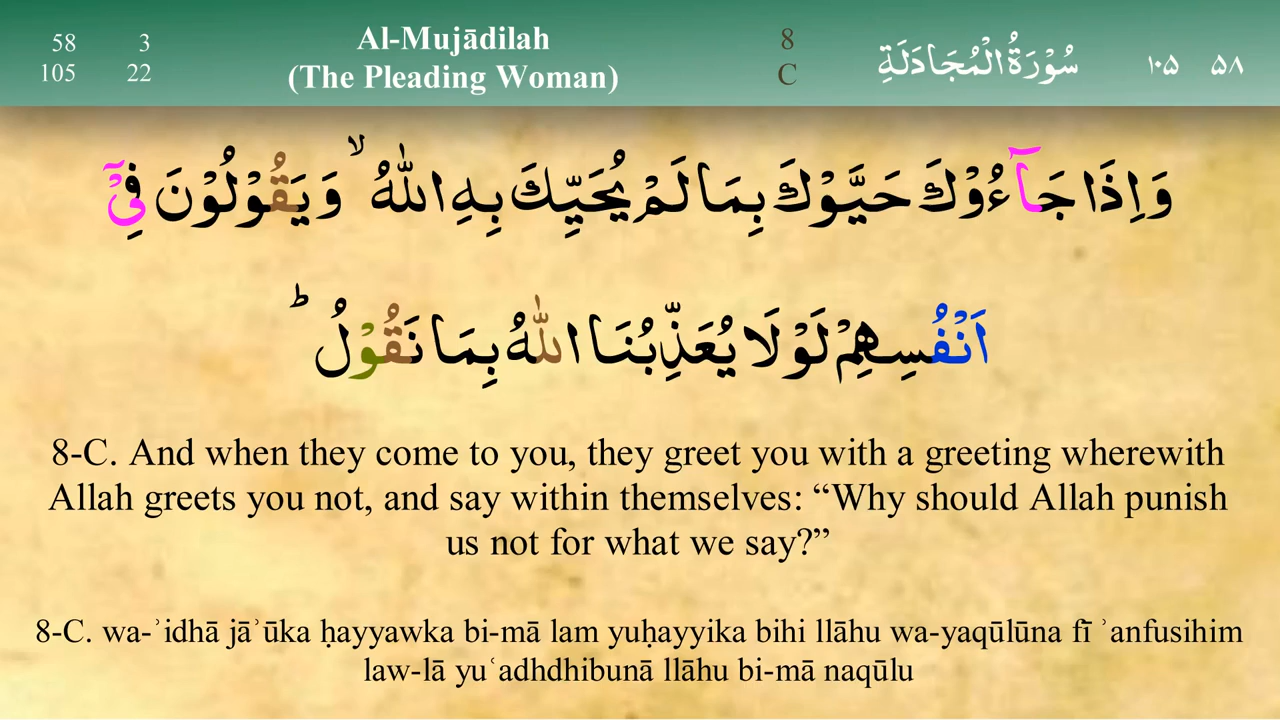 58 3 Al-Mujādilah 8 سُوْرَةُ الْمُجَادَلَةِ ۱۰۵ ۵۸
105 22 (The Pleading Woman) C
وَاِذَا جَآءُوْكَ حَيَّوْكَ بِمَا لَمْ يُحَيِّكَ بِهِ اللّٰهُ ۙ وَيَقُوْلُوْنَ فِيْٓ
اَنْفُسِهِمْ لَوْلَا يُعَذِّبُنَا اللّٰهُ بِمَا نَقُوْلُ ؕ
8-C. And when they come to you, they greet you with a greeting wherewith
Allah greets you not, and say within themselves: “Why should Allah punish
us not for what we say?”
8-C. wa-ʾidhā jāʾūka ḥayyawka bi-mā lam yuḥayyika bihi llāhu wa-yaqūlūna fī ʾanfusihim
law-lā yuʿadhdhibunā llāhu bi-mā naqūlu